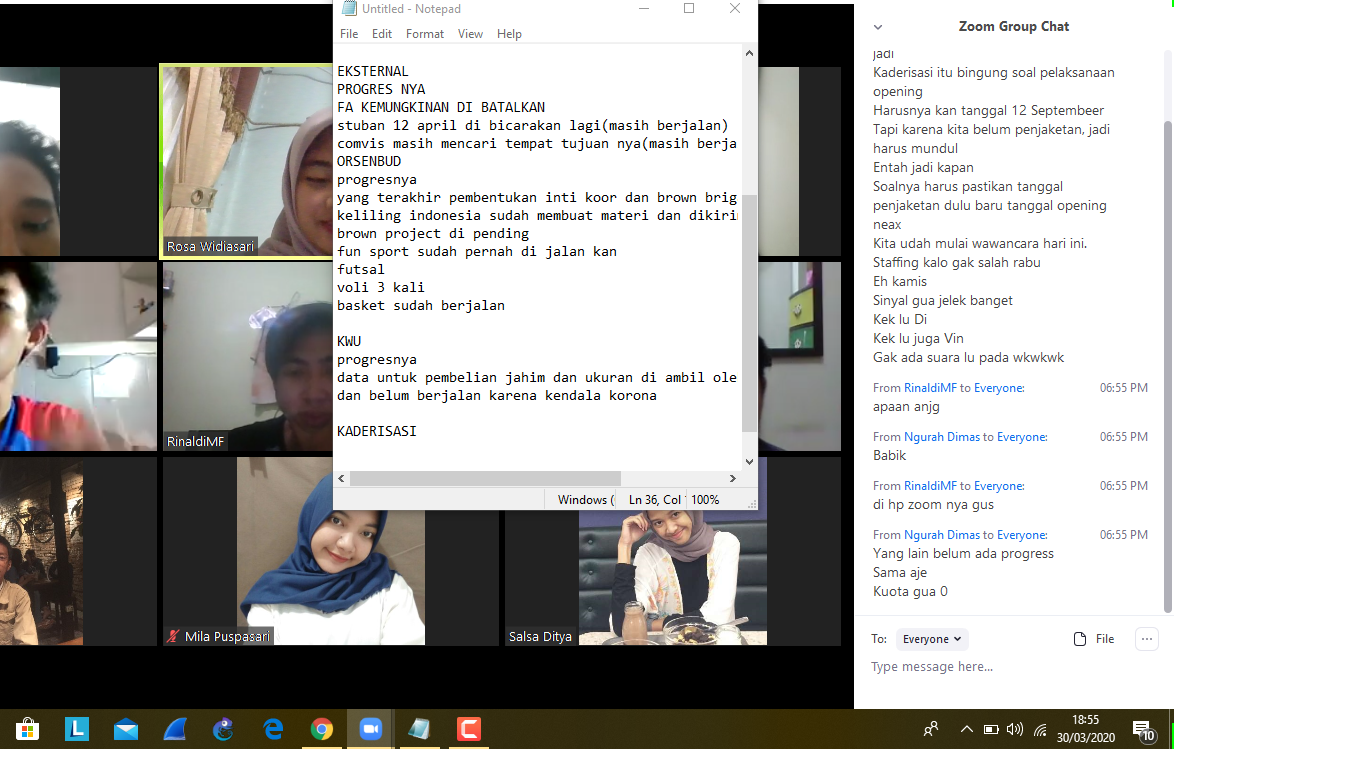 Untitled - Notepad
File Edit Format View Help
EKSTERNAL
PROGRES NYA
FA KEMUNGKINAN DI BATALKAN
stuban 12 april di bicarakan lagi(masih berjalan)
comvis masih mencari tempat tujuan nya(masih berja
ORSENBUD
progresnya
yang terakhir pembentukan inti koor dan brown brig
keliling indonesia sudah membuat materi dan dikirim
brown project di pending
fun sport sudah pernah di jalan kan
futsal
voli 3 kali
basket sudah berjalan
KWU
progresnya
data untuk pembelian jahim dan ukuran di ambil ole
dan belum berjalan karena kendala korona
KADERISASI
Windows (
Ln 36, Col
100%
Rosa Widiasari
RinaldiMF
Mila Puspasari
Salsa Ditya
Zoom Group Chat
jadi
Kaderisasi itu bingung soal pelaksanaan
opening
Harusnya kan tanggal 12 Septembeer
Tapi karena kita belum penjaketan, jadi
harus mundul
Entah jadi kapan
Soalnya harus pastikan tanggal
penjaketan dulu baru tanggal opening
neax
Kita udah mulai wawancara hari ini.
Staffing kalo gak salah rabu
Eh kamis
Sinyal gua jelek banget
Kek lu Di
Kek lu juga Vin
Gak ada suara lu pada wkwkwk
From RinaldiMF to Everyone: 06:55 PM
apaan anjg
From Ngurah Dimas to Everyone: 06:55 PM
Babik
From RinaldiMF to Everyone: 06:55 PM
di hp zoom nya gus
From Ngurah Dimas to Everyone: 06:55 PM
Yang lain belum ada progress
Sama aje
Kuota gua 0
To: Everyone File
Type message here...
L
C
18:55
30/03/2020
10